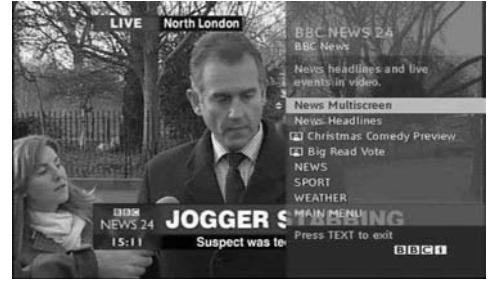 LIVE North London
BBC NEWS 24
BBC News
News headlines and live
events in video.
News Multiscreen
News Headlines
Christmas Comedy Preview
Big Read Vote
NEWS
SPORT
WEATHER
MAIN MENU
Press TEXT to exit
BBC 1
BBC
NEWS 24
15:11
JOGGER STABBING
Suspect was